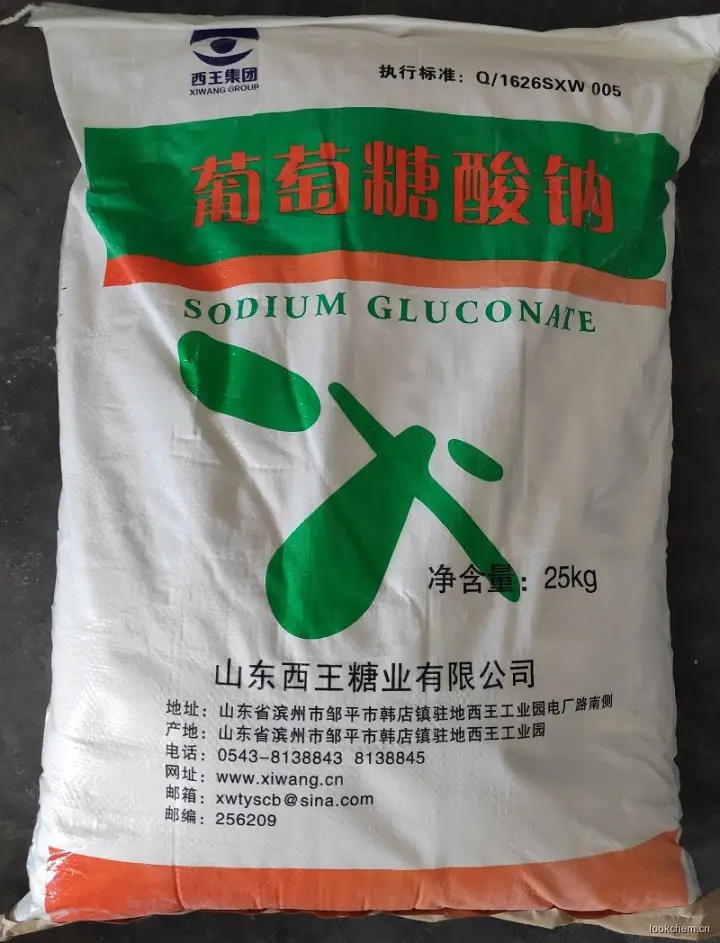 西王集团
XIWANG GROUP
执行标准：Q/1626SXW 005
葡萄糖酸钠
SODIUM GLUCONATE
净含量：25kg
山东西王糖业有限公司
地址：山东省滨州市邹平市韩店镇驻地西王工业园电厂路南侧
产地：山东省滨州市邹平市韩店镇驻地西王工业园
电话：0543-8138843 8138845
网址：www.xiwang.cn
邮箱：xwtyscb@sina.com
邮编：256209
lookchem.cn